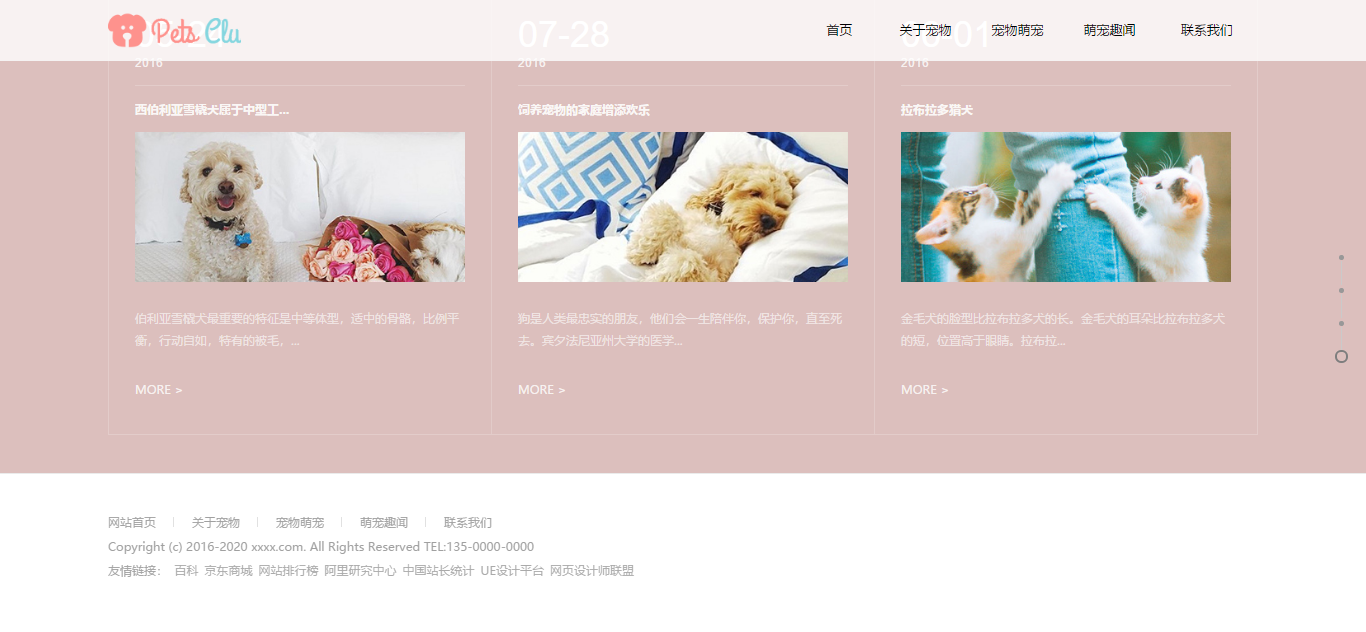 Pets Clu
首页 关于宠物 宠物萌宠 萌宠趣闻 联系我们
07-28
2016 2016 2016
西伯利亚雪橇犬属于中型工...
饲养宠物的家庭增添欢乐
拉布拉多猎犬
伯利亚雪橇犬最重要的特征是中等体型，适中的骨骼，比例平
衡，行动自如，特有的被毛，...
MORE >
狗是人类最忠实的朋友，他们会一生陪伴你，保护你，直至死
去。宾夕法尼亚州大学的医学...
MORE >
金毛犬的脸型比拉布拉多犬的长。金毛犬的耳朵比拉布拉多犬
的短，位置高于眼睛。拉布拉...
MORE >
网站首页 关于宠物 宠物萌宠 萌宠趣闻 联系我们
Copyright (c) 2016-2020 xxxx.com. All Rights Reserved TEL:135-0000-0000
友情链接： 百科 京东商城 网站排行榜 阿里研究中心 中国站长统计 UE设计平台 网页设计师联盟